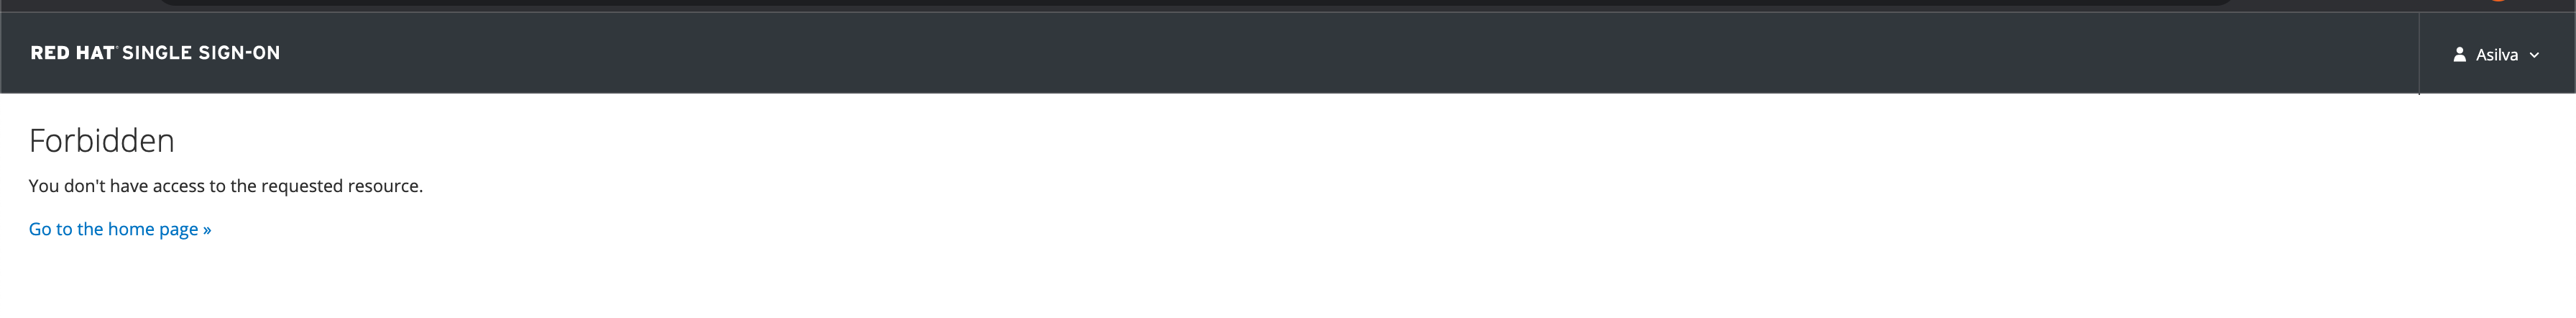 RED HAT® SINGLE SIGN-ON
Asilva
Forbidden
You don't have access to the requested resource.
Go to the home page »